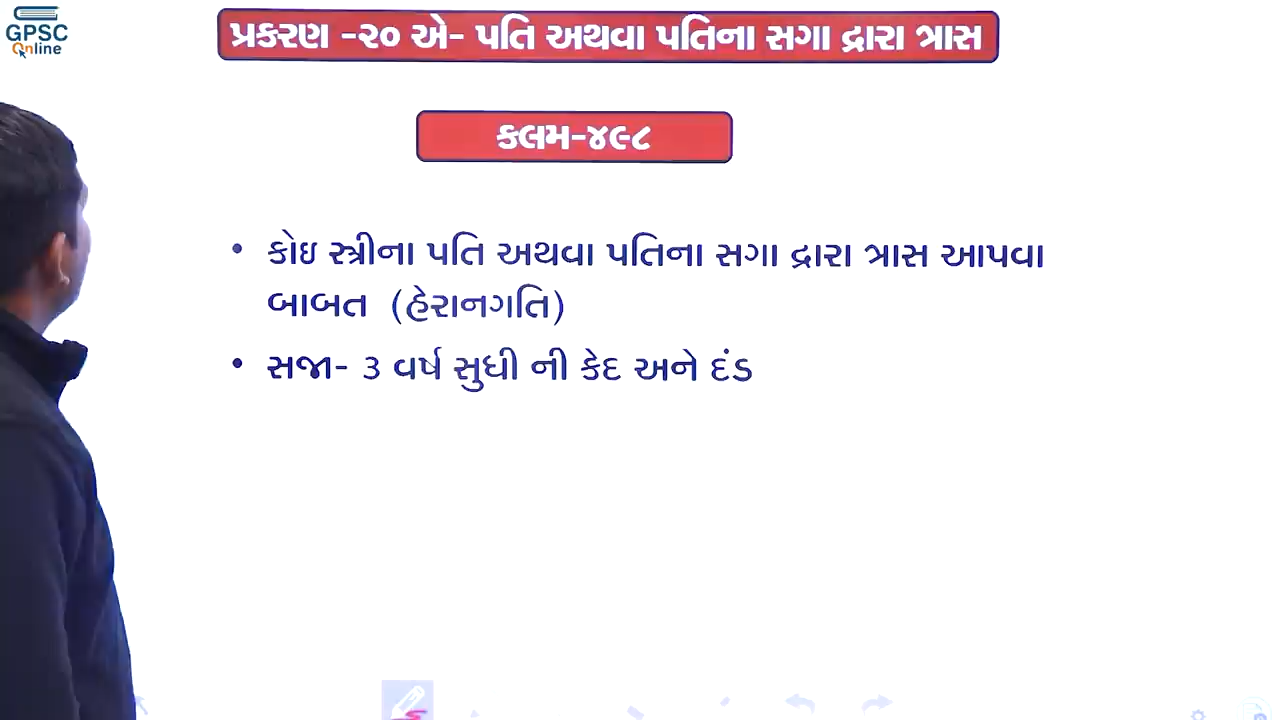 GPSC
Online
પ્રકરણ -૨૦ એ- પતિ અથવા પતિના સગા દ્વારા ત્રાસ
કલમ-૪૯૮
• કોઇ સ્ત્રીના પતિ અથવા પતિના સગા દ્વારા ત્રાસ આપવા
બાબત (હેરાનગતિ)
• સજા- 3 વર્ષ સુધી ની કેદ અને દંડ